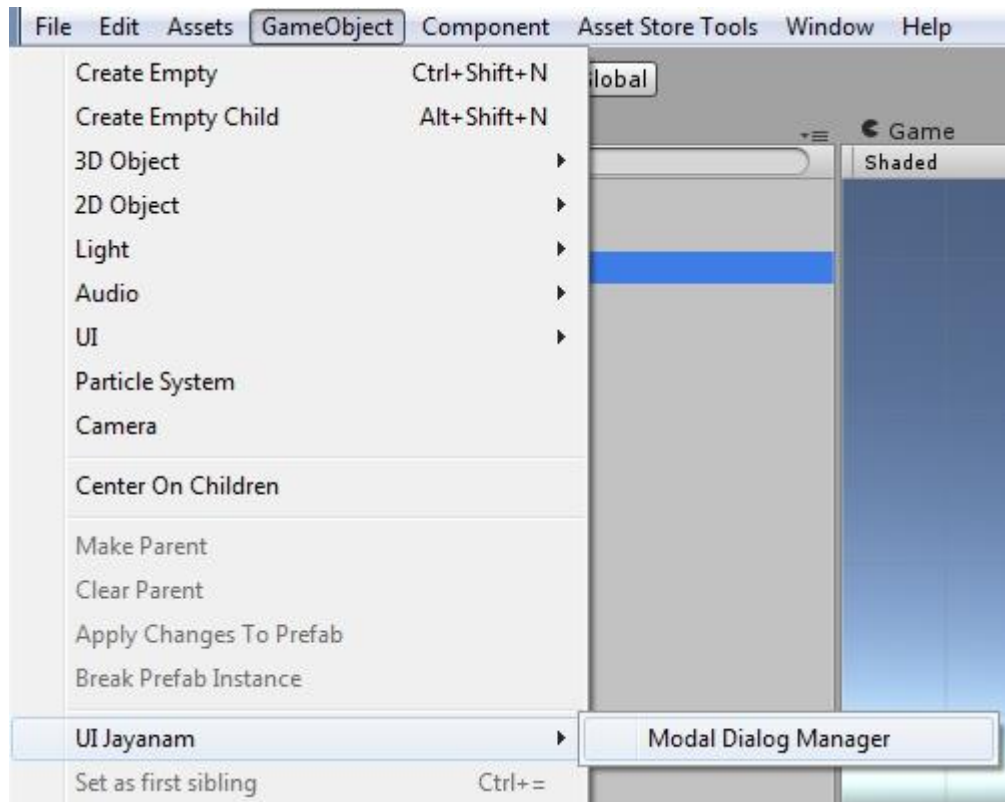 File Edit Assets GameObject Component Asset Store Tools Window Help
Create Empty Ctrl+Shift+N
Create Empty Child Alt+Shift+N
3D Object
2D Object
Light
Audio
UI
Particle System
Camera
Center On Children
Make Parent
Clear Parent
Apply Changes To Prefab
Break Prefab Instance
UI Jayanam
Set as first sibling Ctrl+=
Modal Dialog Manager
lobal
Game
Shaded